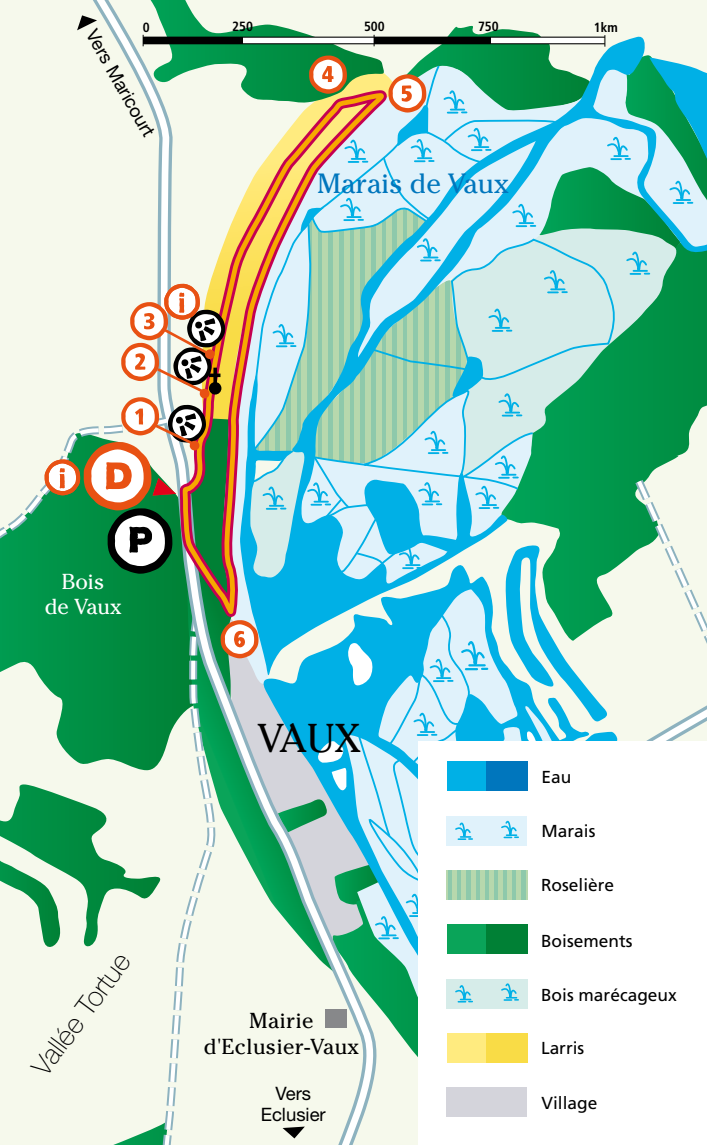 0 250 500 750 1km
Vers Maricourt
4
5
Marais de Vaux
i
3
2
1
i
D
P
Bois
de Vaux
6
VAUX
Eau
Marais
Roselière
Boisements
Bois marécageux
Larris
Village
Vallée Tortue
Mairie
d'Eclusier-Vaux
Vers
Eclusier